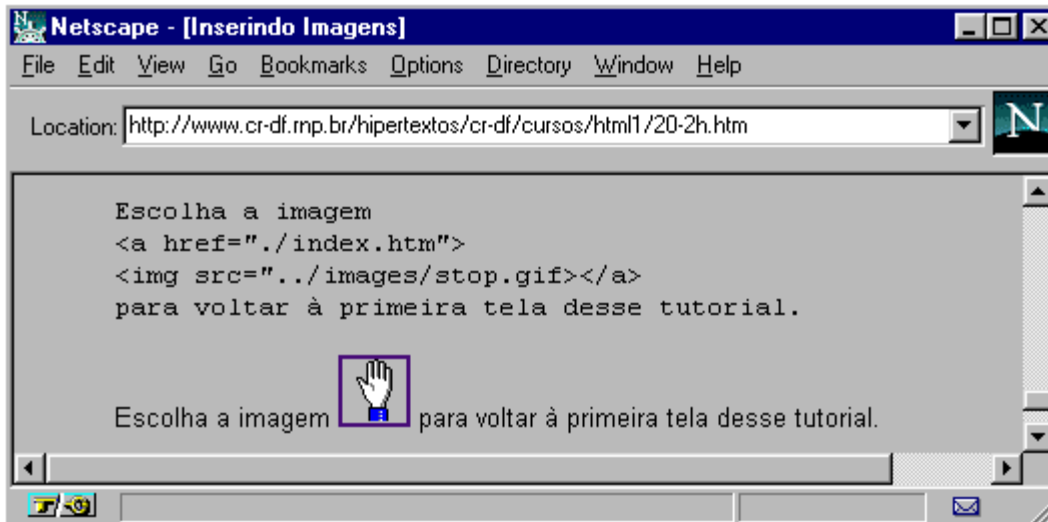 Netscape - [Inserindo Imagens]
File Edit View Go Bookmarks Options Directory Window Help
Location: http://www.cr-df.rnp.br/hipertextos/cr-df/cursos/html1/20-2h.htm
N
Escolha a imagem
<a href="./index.htm">
<img src="../images/stop.gif></a>
para voltar à primeira tela desse tutorial.
Escolha a imagem para voltar à primeira tela desse tutorial.